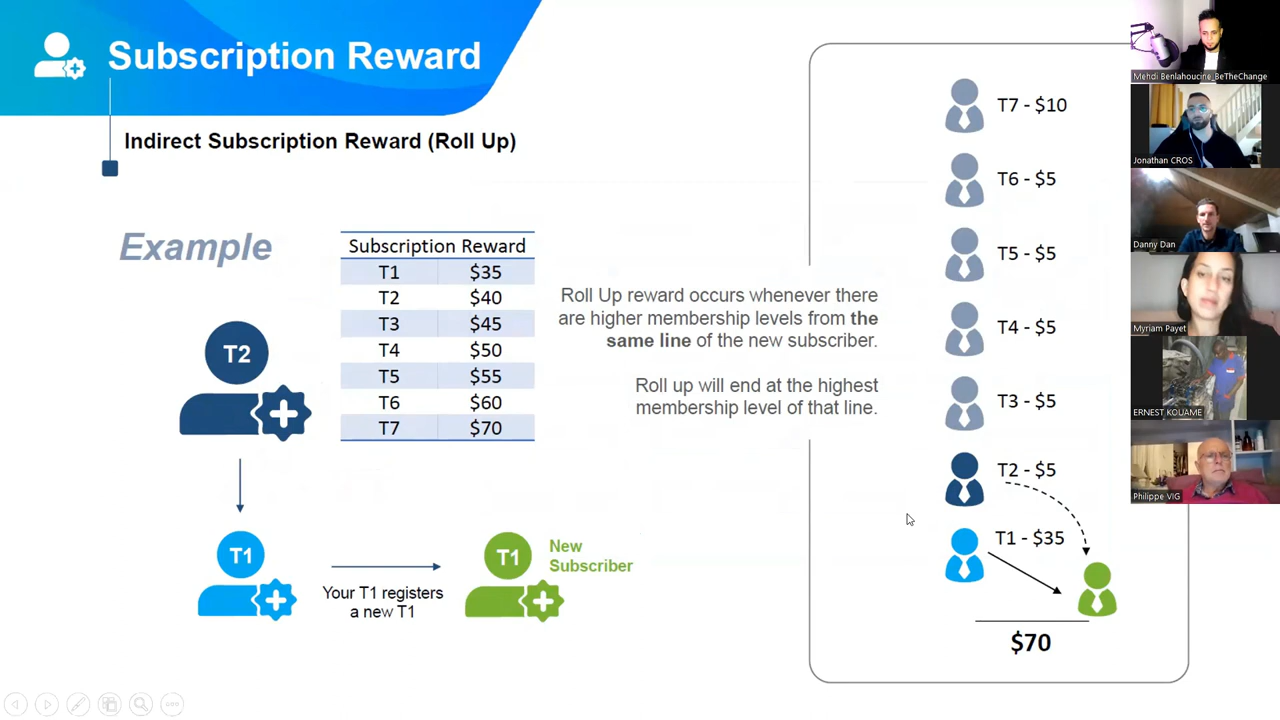 Subscription Reward
Indirect Subscription Reward (Roll Up)
Example
Subscription Reward
T1 $35
T2 $40
T3 $45
T4 $50
T5 $55
T6 $60
T7 $70
T2
T1
Your T1 registers
a new T1
T1
New
Subscriber
Roll Up reward occurs whenever there
are higher membership levels from the
same line of the new subscriber.
Roll up will end at the highest
membership level of that line.
T7 - $10
T6 - $5
T5 - $5
T4 - $5
T3 - $5
T2 - $5
T1 - $35
$70
Mehdi Benlahoucine_BeTheChange
Jonathan CROS
Danny Dan
Myriam Payet
ERNEST KOUAME
Philippe VIG